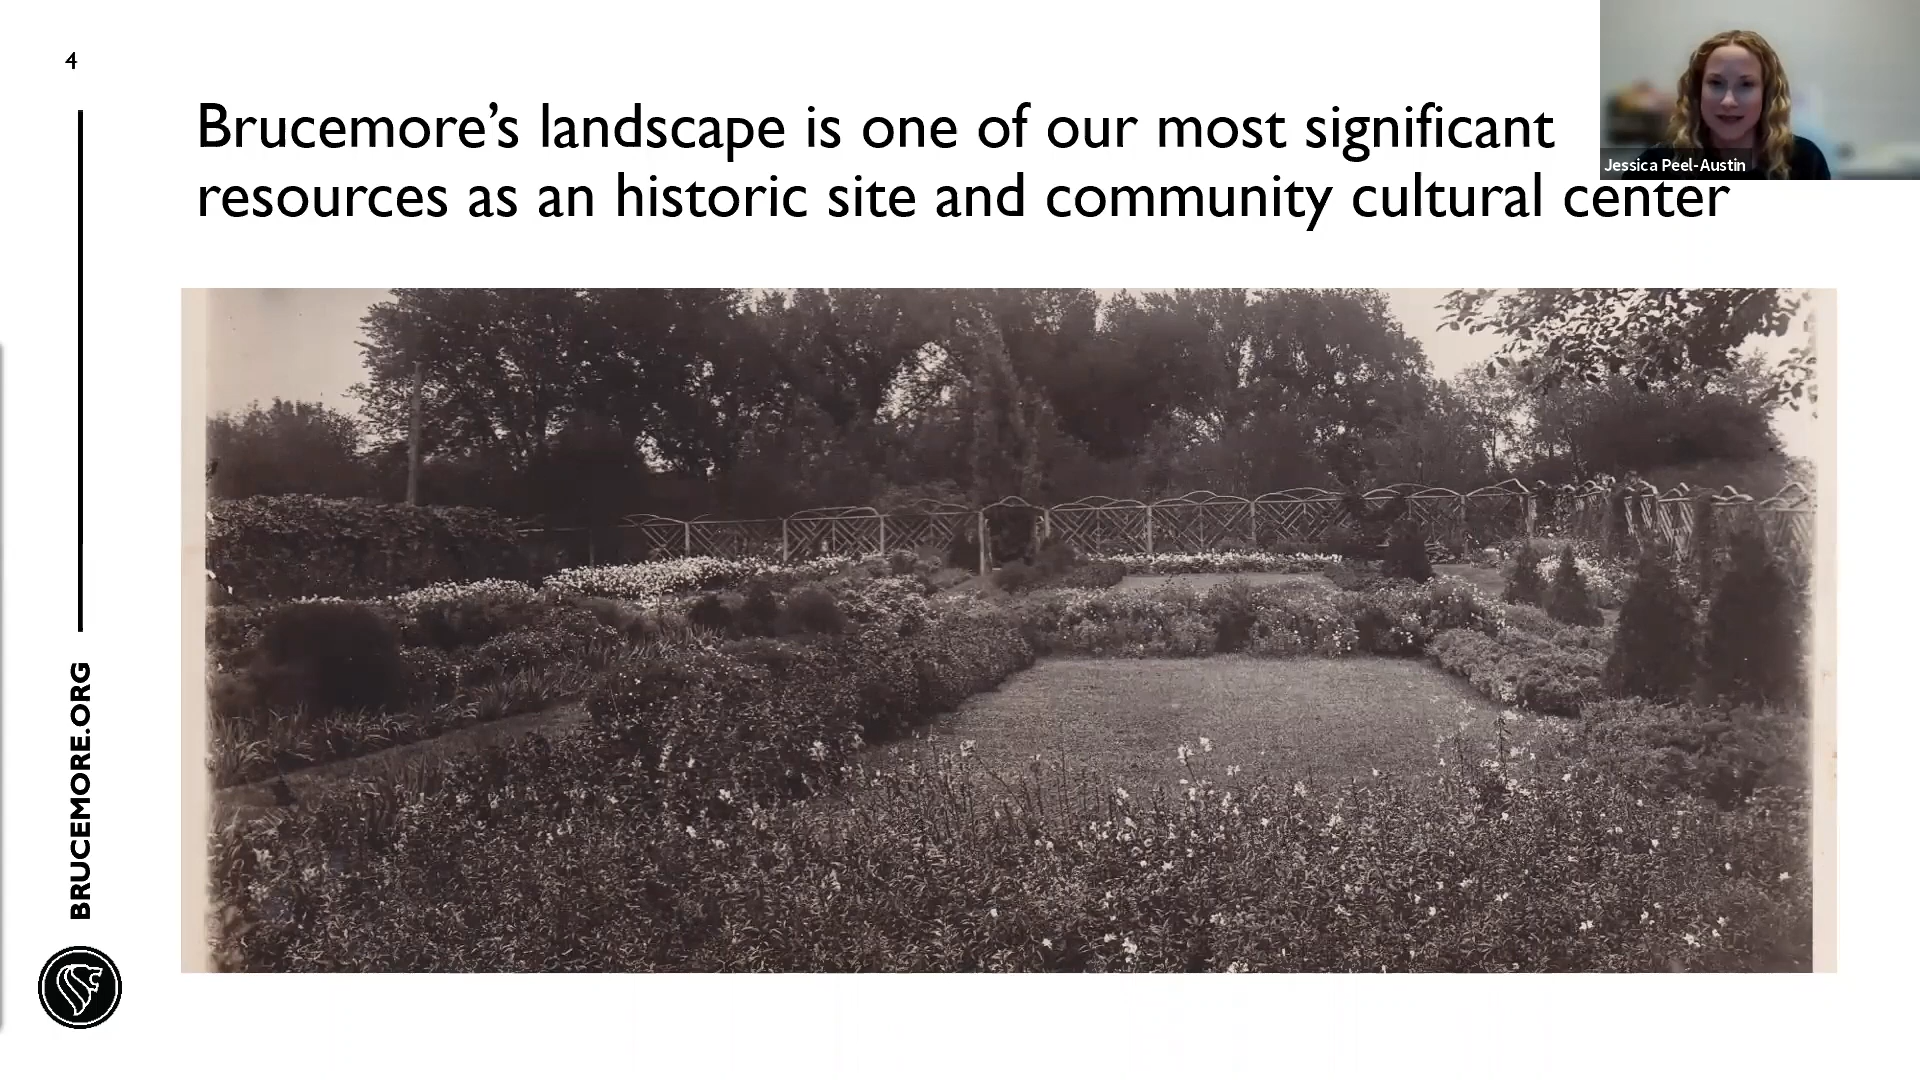 4
Brucemore’s landscape is one of our most significant
resources as an historic site and community cultural center
Jessica Peel-Austin
BRUCEMORE.ORG